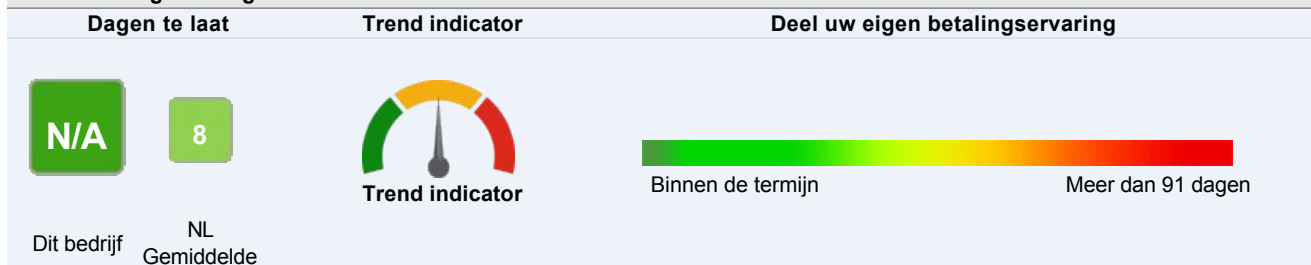 Dagen te laat
Trend indicator
Deel uw eigen betalingservaring
N/A
8
Trend indicator
Binnen de termijn
Meer dan 91 dagen
Dit bedrijf
NL
Gemiddelde